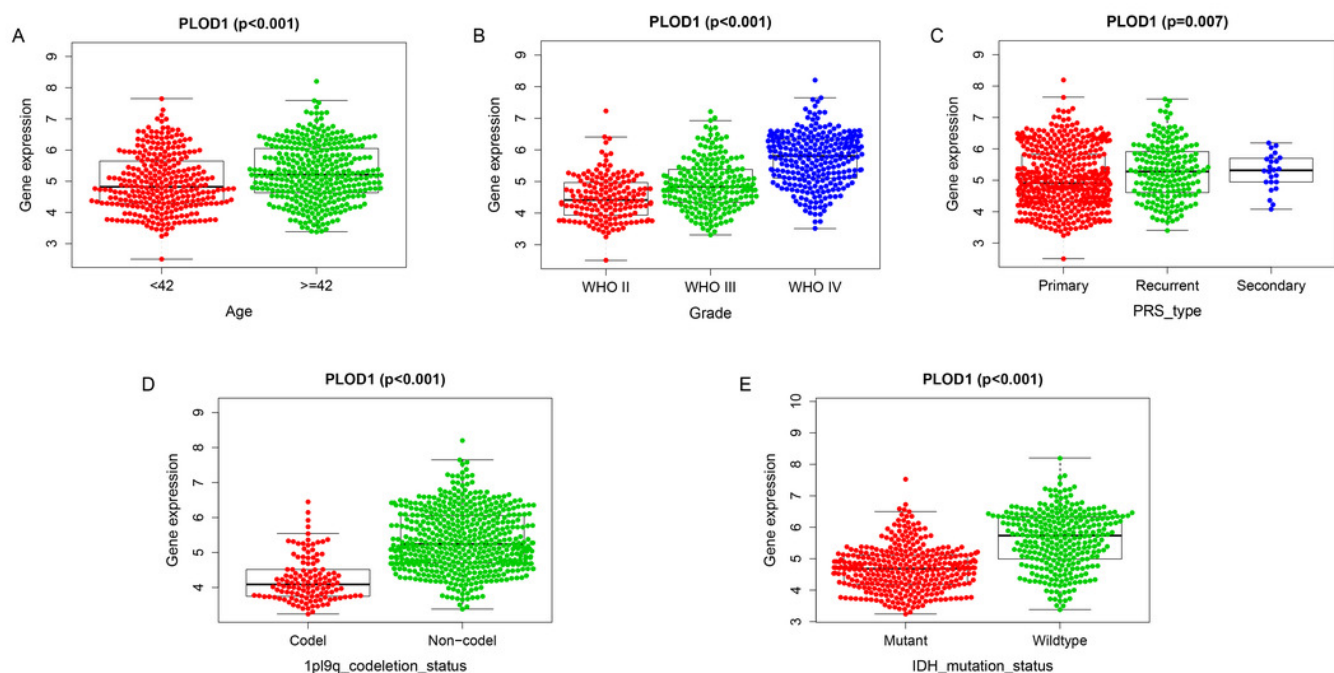 A
PLOD1 (p<0.001)
Gene expression
9
8
7
6
5
4
3
<42
>=42
Age
B
PLOD1 (p<0.001)
Gene expression
9
8
7
6
5
4
3
WHO II
WHO III
WHO IV
Grade
C
PLOD1 (p=0.007)
Gene expression
9
8
7
6
5
4
3
Primary
Recurrent
Secondary
PRS_type
D
PLOD1 (p<0.001)
Gene expression
9
8
7
6
5
4
Codel
Non-codel
1pl9q_codeletion_status
E
PLOD1 (p<0.001)
Gene expression
10
9
8
7
6
5
4
3
Mutant
Wildtype
IDH_mutation_status